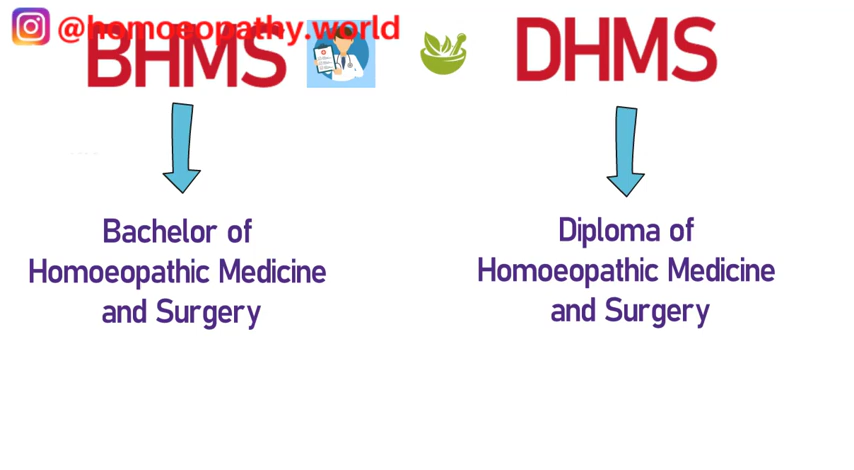 @homoeopathy.world
BHMS
DHMS
Bachelor of
Homoeopathic Medicine
and Surgery
Diploma of
Homoeopathic Medicine
and Surgery